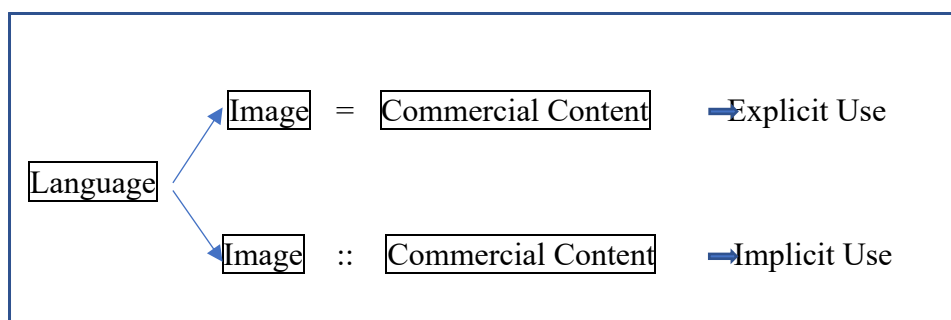 Image = Commercial Content Explicit Use
Language
Image :: Commercial Content Implicit Use